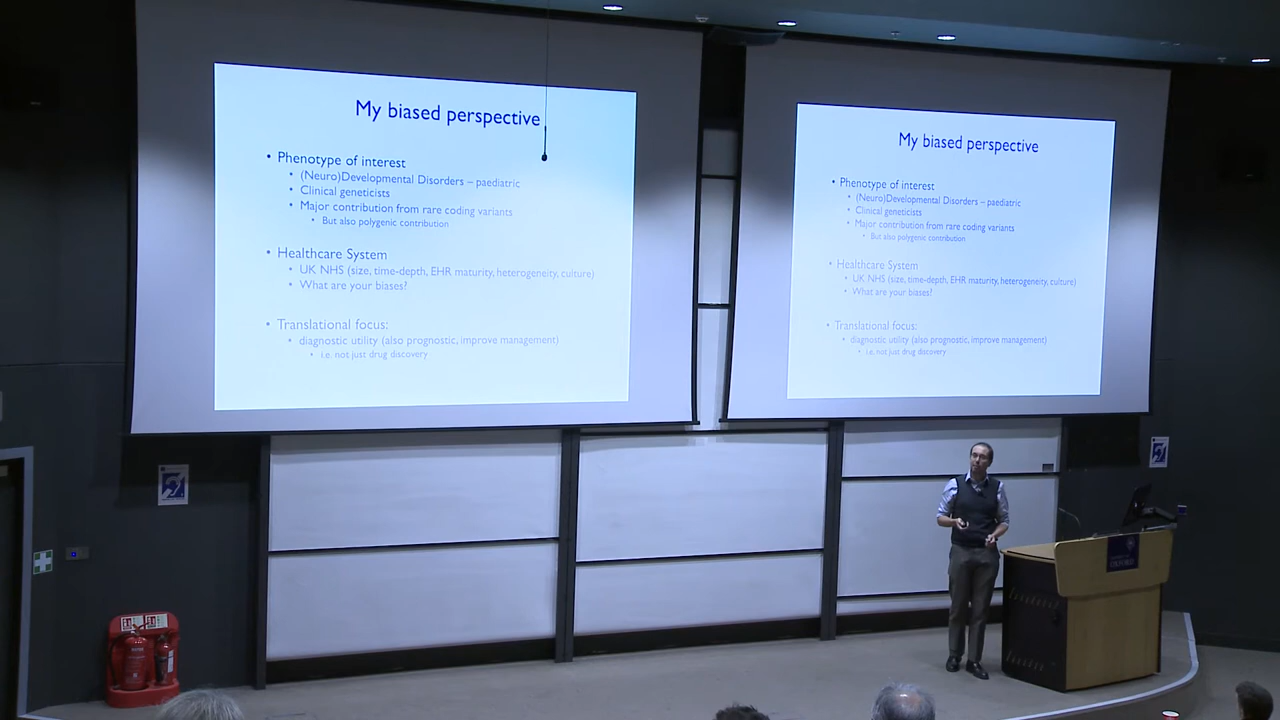 My biased perspective
• Phenotype of interest
• (Neuro)Developmental Disorders – paediatric
• Clinical geneticists
• Major contribution from rare coding variants
• But also polygenic contribution
• Healthcare System
• UK NHS (size, time-depth, EHR maturity, heterogeneity, culture)
• What are your biases?
• Translational focus:
• diagnostic utility (also prognostic, improve management)
• i.e. not just drug discovery
My biased perspective
• Phenotype of interest
• (Neuro)Developmental Disorders – paediatric
• Clinical geneticists
• Major contribution from rare coding variants
• But also polygenic contribution
• Healthcare System
• UK NHS (size, time-depth, EHR maturity, heterogeneity, culture)
• What are your biases?
• Translational focus:
• diagnostic utility (also prognostic, improve management)
• i.e. not just drug discovery
OXFORD